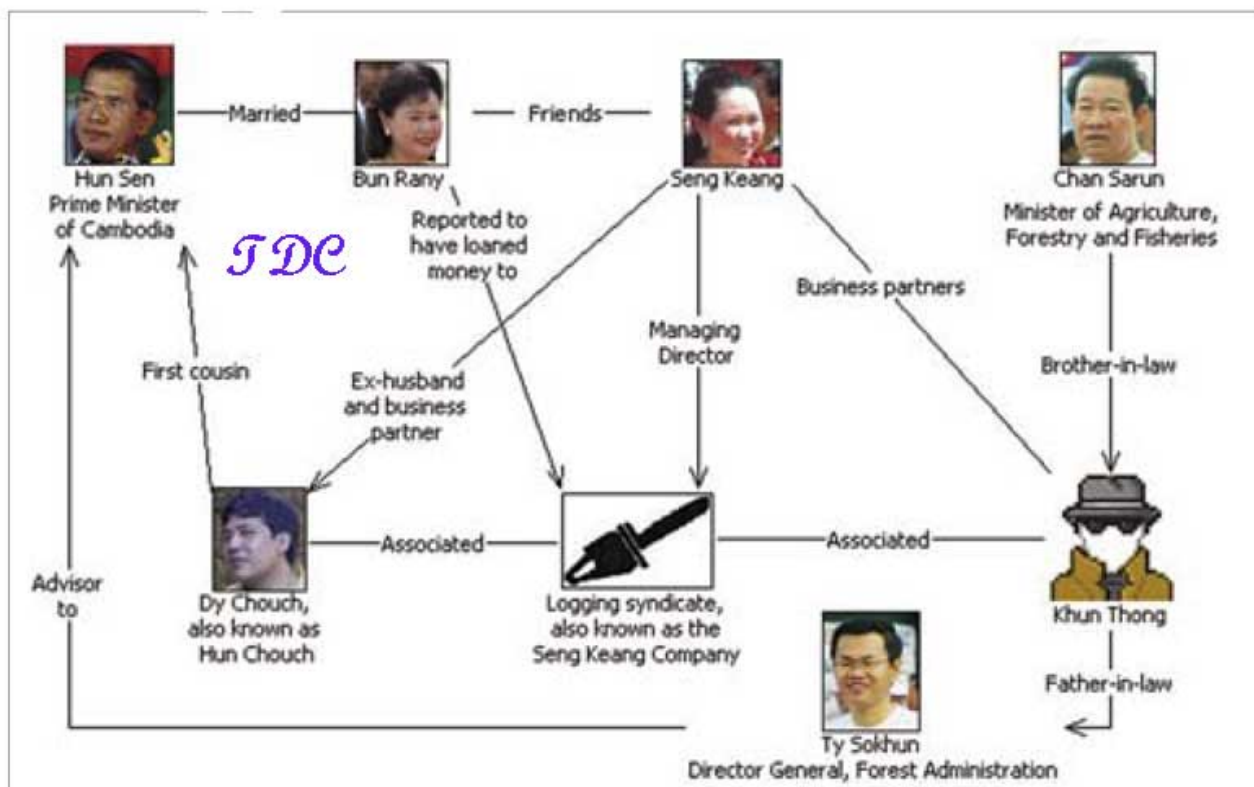 Married
Friends
Hun Sen
Prime Minister
of Cambodia
Bun Rany
Seng Keang
Chan Sarun
Minister of Agriculture,
Forestry and Fisheries
TDC
Reported to
have loaned
money to
Business partners
Managing
Director
First cousin
Ex-husband
and business
partner
Brother-in-law
Associated
Associated
Advisor
to
Dy Chouch,
also known as
Hun Chouch
Logging syndicate,
also known as the
Seng Keang Company
Khun Thong
Father-in-law
Ty Sokhun
Director General, Forest Administration